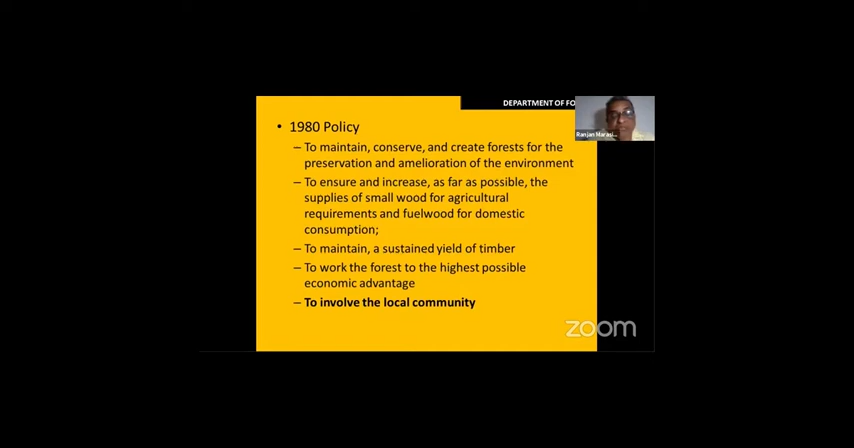 DEPARTMENT OF FO
Ranjan Marasi...
• 1980 Policy
– To maintain, conserve, and create forests for the
preservation and amelioration of the environment
– To ensure and increase, as far as possible, the
supplies of small wood for agricultural
requirements and fuelwood for domestic
consumption;
– To maintain, a sustained yield of timber
– To work the forest to the highest possible
economic advantage
– To involve the local community
zoom